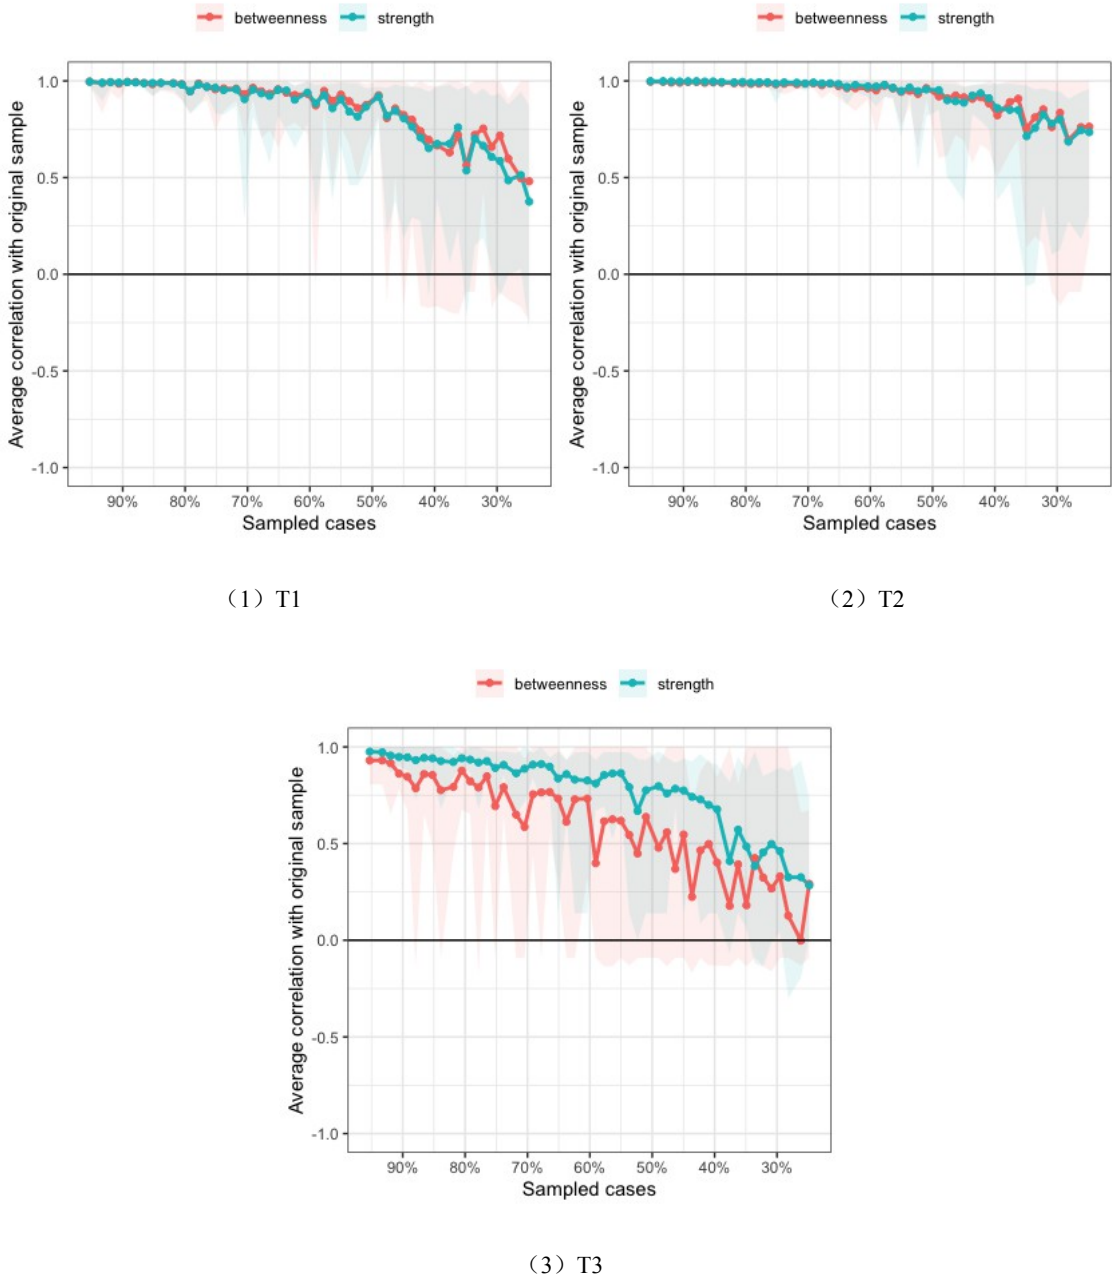 betweenness strength
betweenness strength
Average correlation with original sample
1.0
0.5
0.0
-0.5
-1.0
90% 80% 70% 60% 50% 40% 30%
Sampled cases
Average correlation with original sample
1.0
0.5
0.0
-0.5
-1.0
90% 80% 70% 60% 50% 40% 30%
Sampled cases
（1）T1
（2）T2
betweenness strength
Average correlation with original sample
1.0
0.5
0.0
-0.5
-1.0
90% 80% 70% 60% 50% 40% 30%
Sampled cases
（3）T3